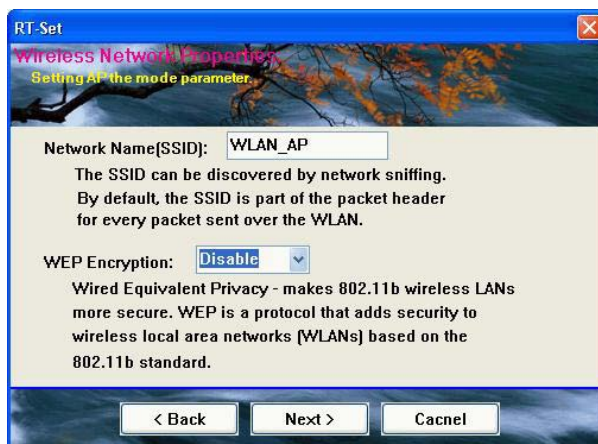 RT-Set
Wireless Network Properties.
Setting AP the mode parameter.
Network Name(SSID): WLAN_AP
The SSID can be discovered by network sniffing.
By default, the SSID is part of the packet header
for every packet sent over the WLAN.
WEP Encryption: Disable
Wired Equivalent Privacy - makes 802.11b wireless LANs
more secure. WEP is a protocol that adds security to
wireless local area networks (WLANs) based on the
802.11b standard.
< Back Next > Cacnel